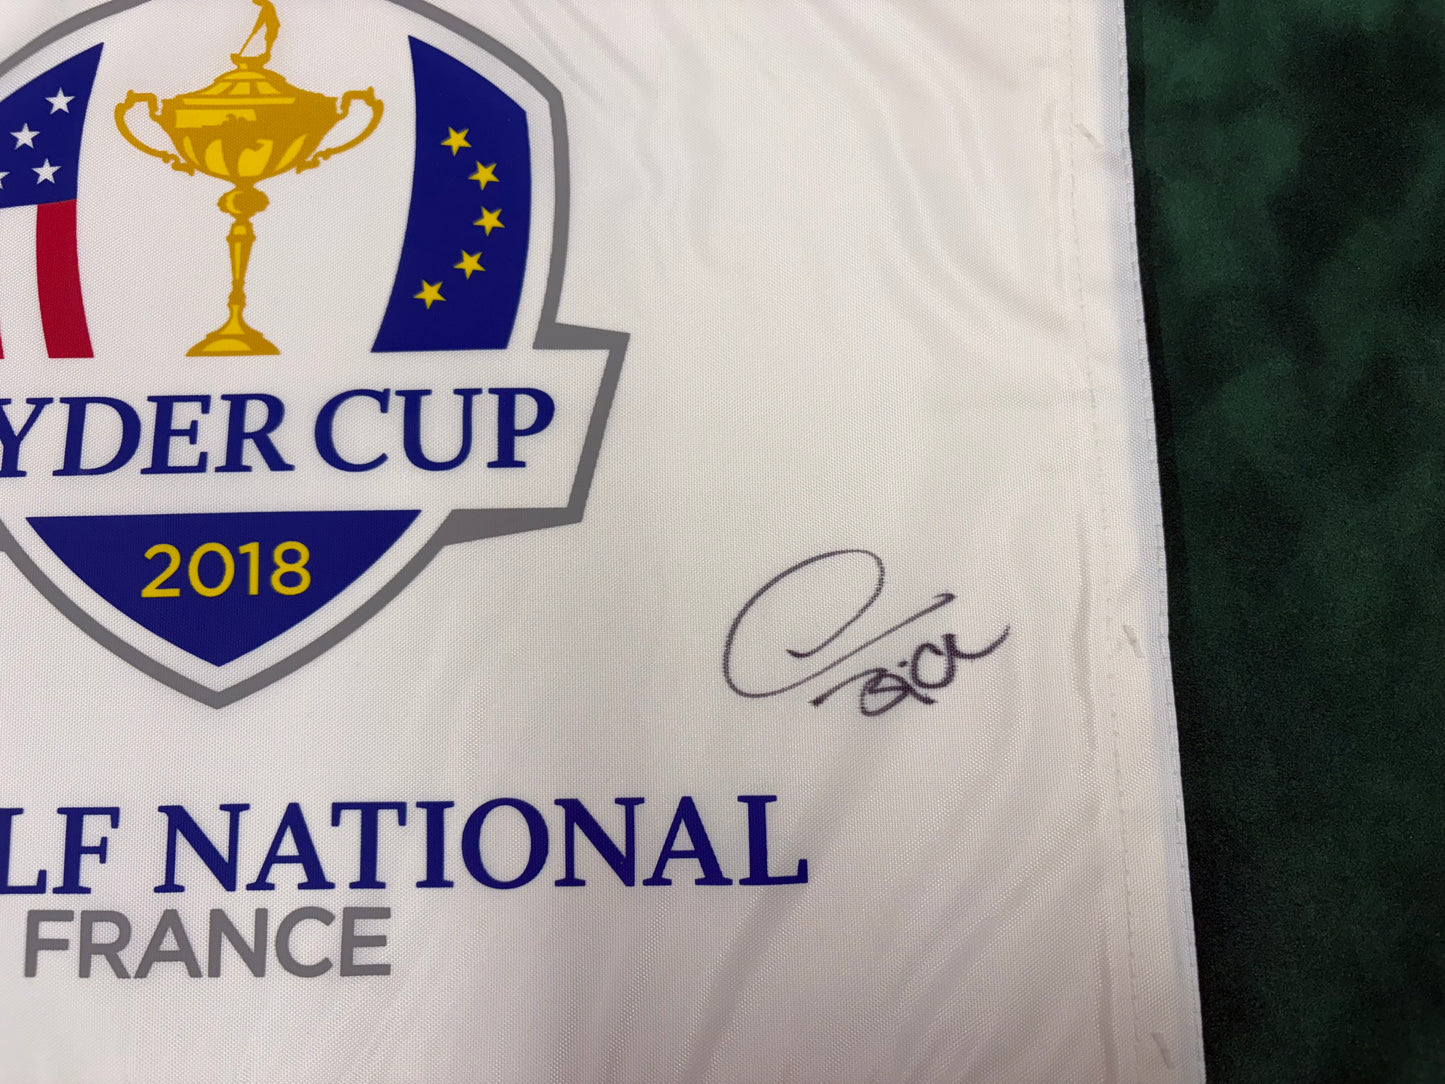 YDER CUP
2018
LF NATIONAL
FRANCE